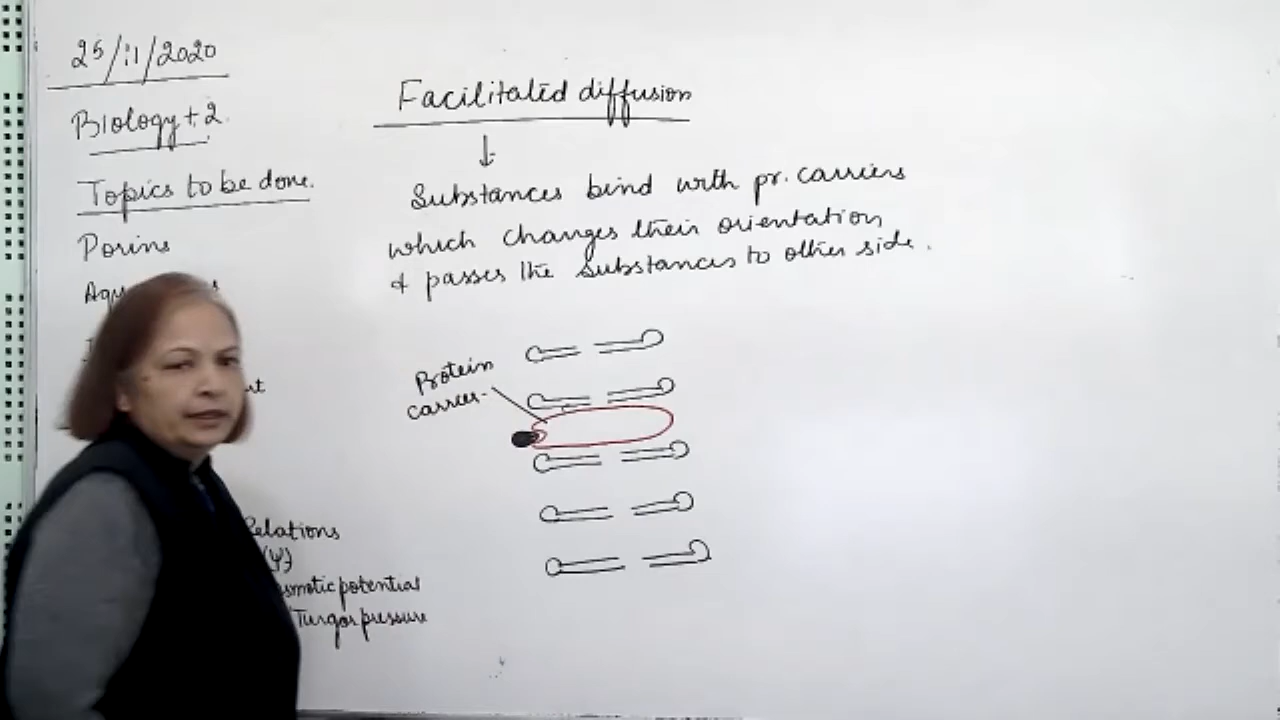 25/11/2020
Biology +2.
Topics to be done.
Porins
Relations
(Ψ)
smotic potential
Turgor pressure
Facilitated diffusion
↓
Substances bind with pr. carriers
which changes their orientation
& passes the substances to other side.
Protein
carrier.